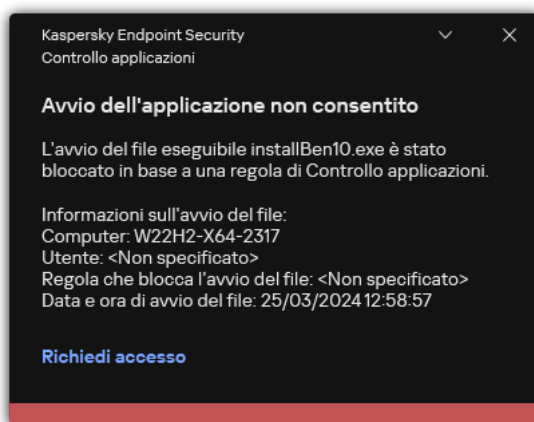 Kaspersky Endpoint Security
Controllo applicazioni
Avvio dell'applicazione non consentito
L'avvio del file eseguibile installBen10.exe è stato
bloccato in base a una regola di Controllo applicazioni.
Informazioni sull'avvio del file:
Computer: W22H2-X64-2317
Utente: <Non specificato>
Regola che blocca l'avvio del file: <Non specificato>
Data e ora di avvio del file: 25/03/2024 12:58:57
Richiedi accesso